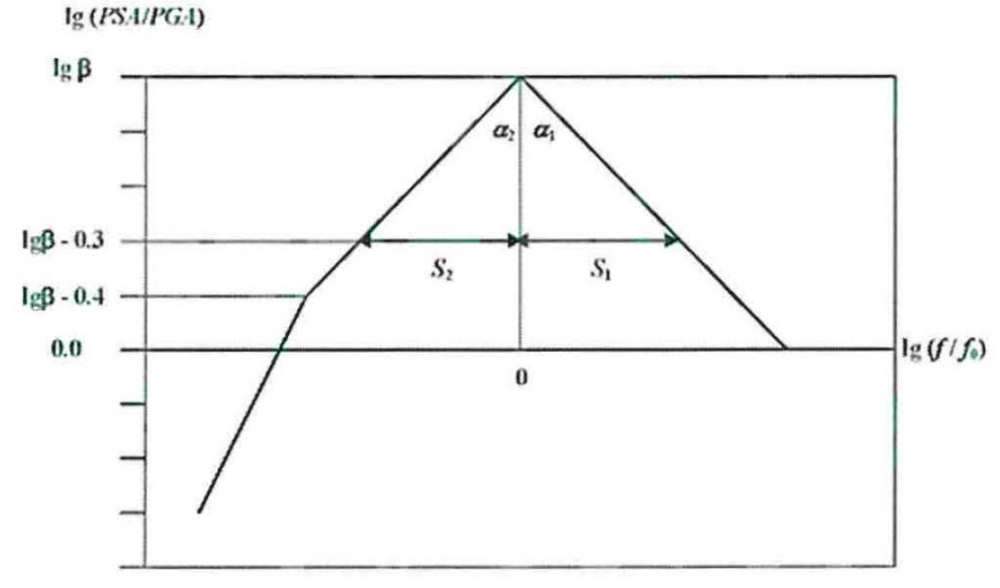 lg (PSA/PGA)
lg β
α₂ α₁
lgβ - 0.3
S₂ S₁
lgβ - 0.4
0.0
lg (f / f₀)
0